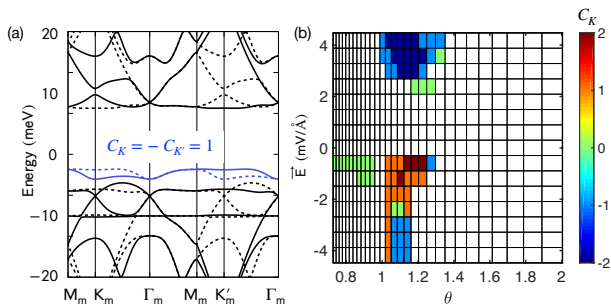 (a)
Energy (meV)
20
10
0
−10
−20
C_K = − C_K' = 1
M_m K_m Γ_m M_m K'_m Γ_m
(b)
E (mV/Å)
4
2
0
-2
-4
0.8 1 1.2 1.4 1.6 1.8 2
θ
C_K
2
1
0
-1
-2